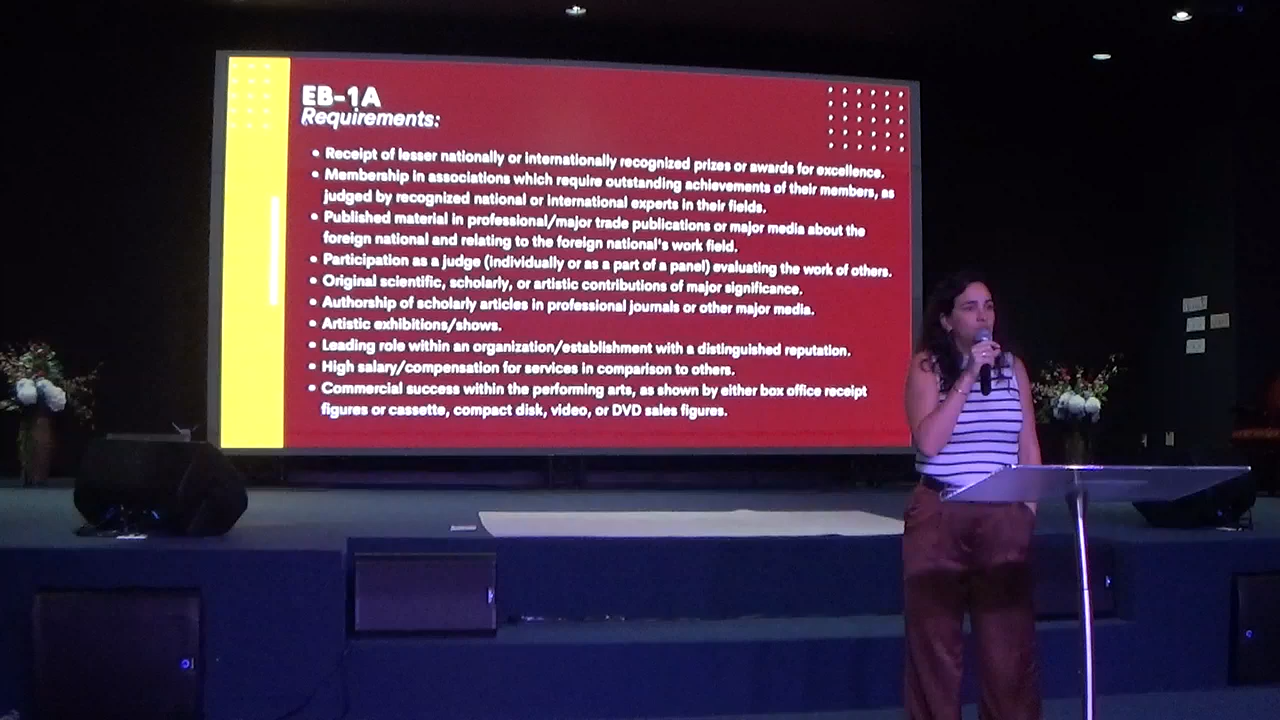 EB-1A
Requirements:
• Receipt of lesser nationally or internationally recognized prizes or awards for excellence.
• Membership in associations which require outstanding achievements of their members, as
judged by recognized national or international experts in their fields.
• Published material in professional/major trade publications or major media about the
foreign national and relating to the foreign national's work field.
• Participation as a judge (individually or as a part of a panel) evaluating the work of others.
• Original scientific, scholarly, or artistic contributions of major significance.
• Authorship of scholarly articles in professional journals or other major media.
• Artistic exhibitions/shows.
• Leading role within an organization/establishment with a distinguished reputation.
• High salary/compensation for services in comparison to others.
• Commercial success within the performing arts, as shown by either box office receipt
figures or cassette, compact disk, video, or DVD sales figures.